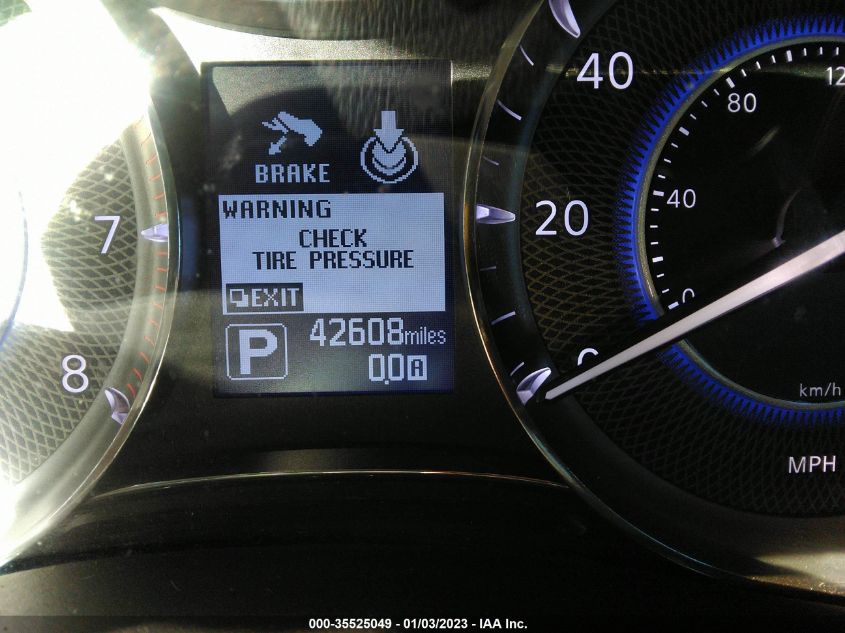 BRAKE
WARNING
CHECK
TIRE PRESSURE
EXIT
P
42608miles
0.0A
7
8
40
20
0
12
80
40
0
km/h
MPH
000-35525049 - 01/03/2023 - IAA Inc.